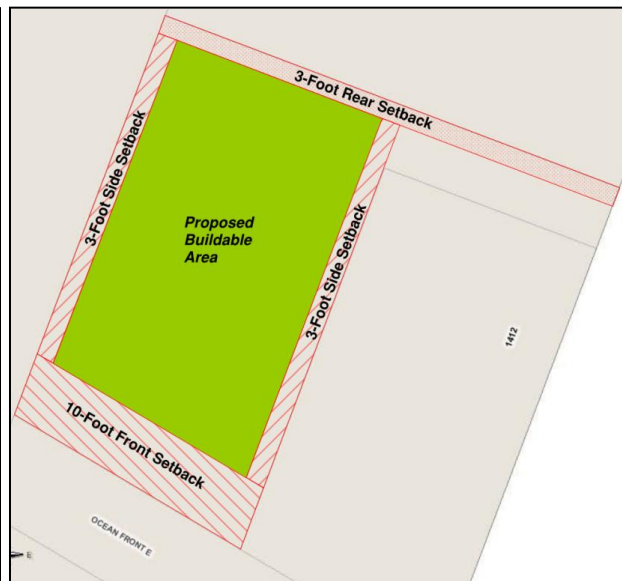 3-Foot Rear Setback
3-Foot Side Setback
Proposed
Buildable
Area
3-Foot Side Setback
1412
10-Foot Front Setback
OCEAN FRONT E
E